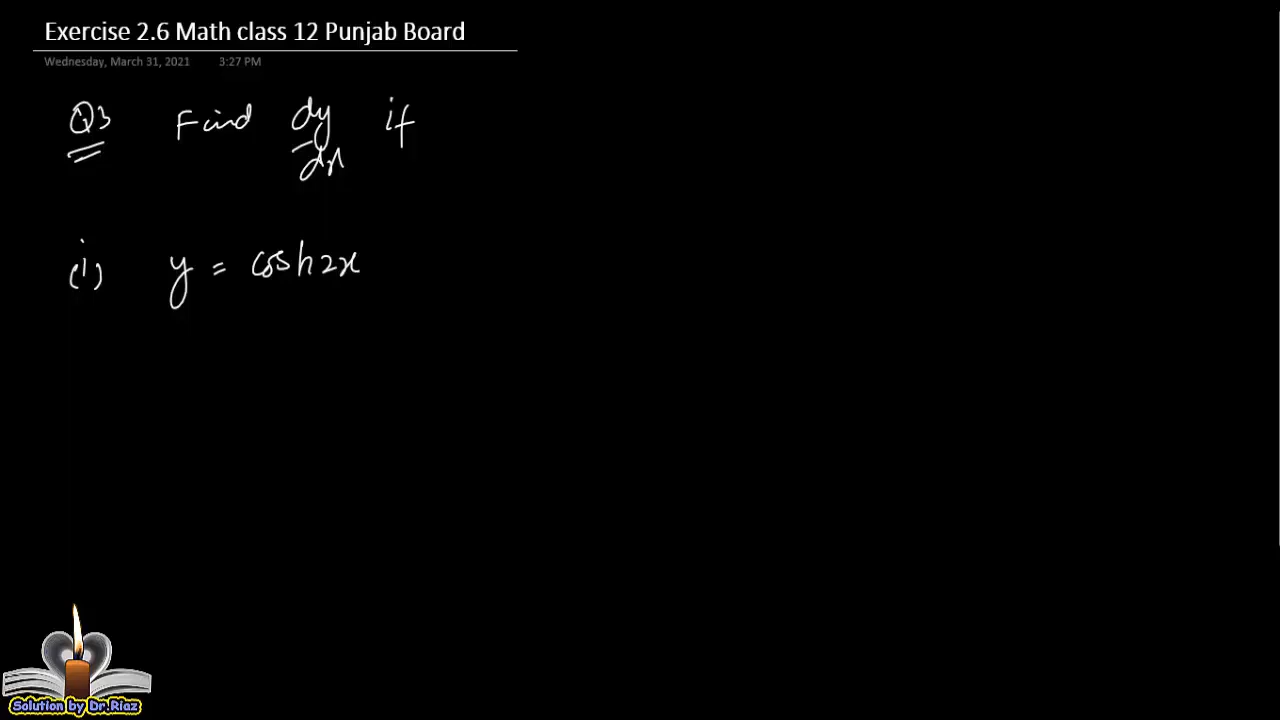 Exercise 2.6 Math class 12 Punjab Board
Wednesday, March 31, 2021 3:27 PM
Q3 Find dy/dx if
(i) y = cosh2x
Solution by Dr.Riaz